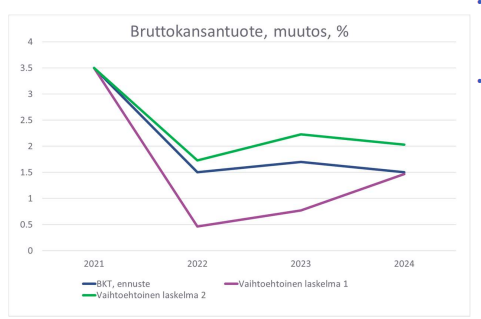 Bruttokansantuote, muutos, %
4
3.5
3
2.5
2
1.5
1
0.5
0
2021 2022 2023 2024
BKT, ennuste Vaihtoehtoinen laskelma 1
Vaihtoehtoinen laskelma 2